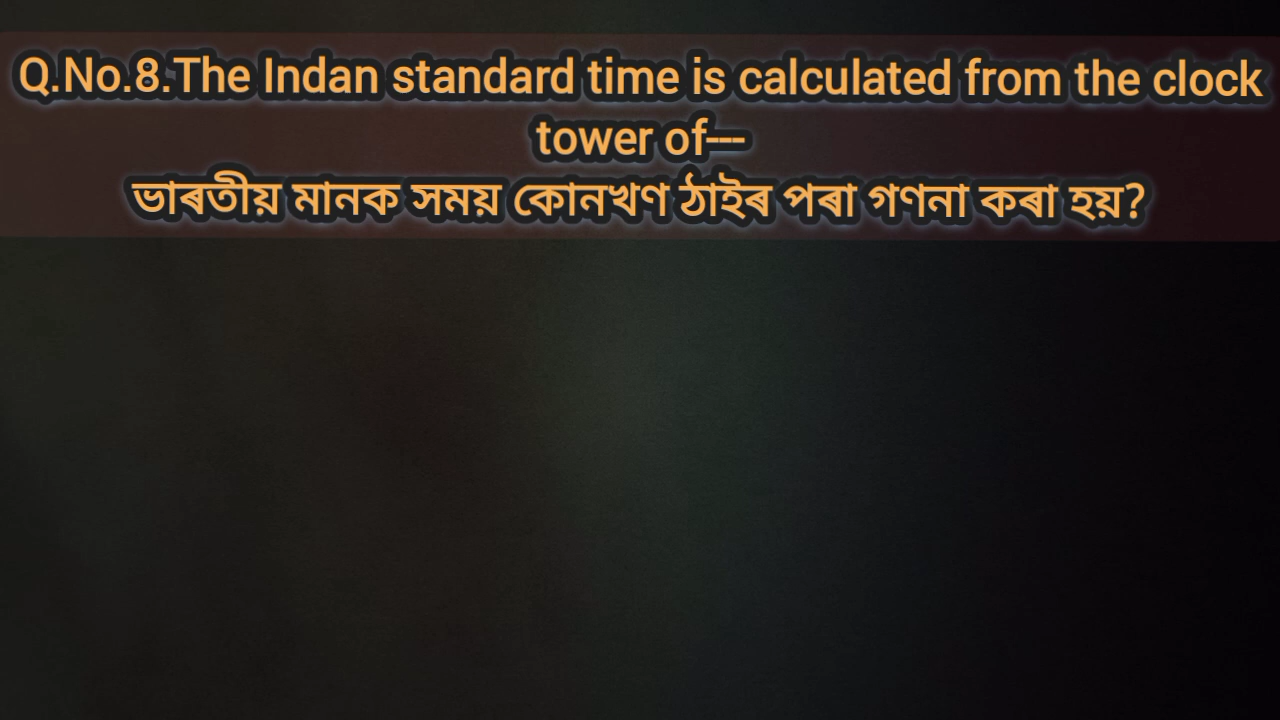 Q.No.8.The Indan standard time is calculated from the clock
tower of---
ভাৰতীয় মানক সময় কোনখণ ঠাইৰ পৰা গণনা কৰা হয়?